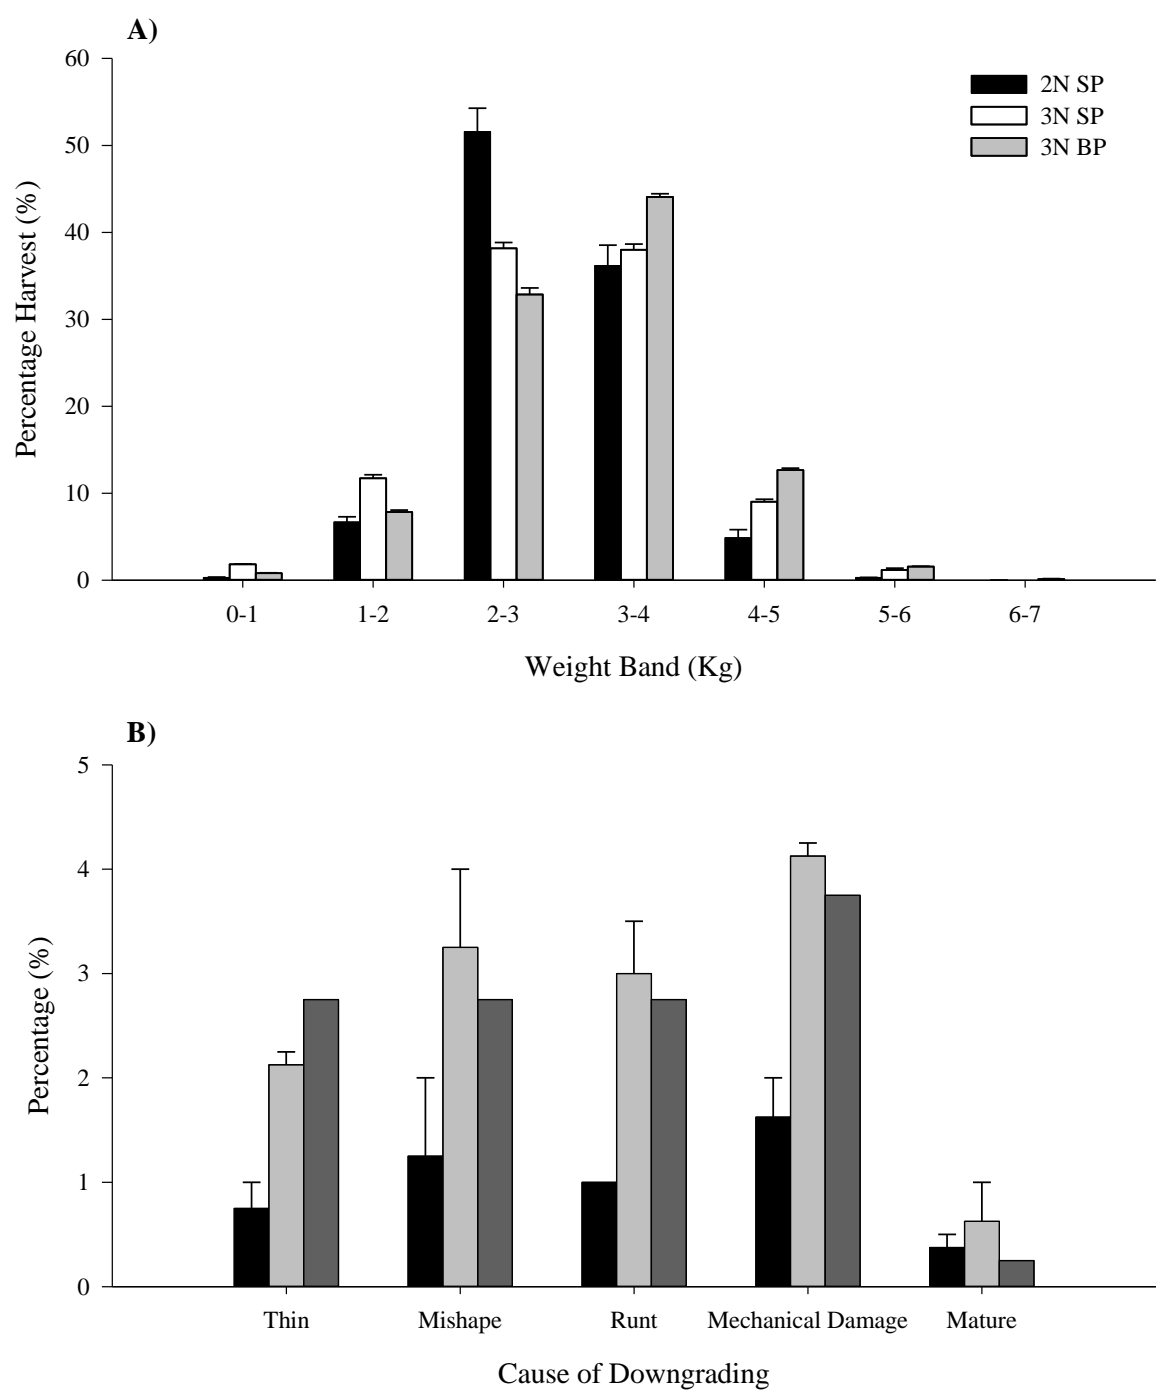 A)
60
50
40
30
20
10
0
Percentage Harvest (%)
2N SP
3N SP
3N BP
0-1 1-2 2-3 3-4 4-5 5-6 6-7
Weight Band (Kg)
B)
5
4
3
2
1
0
Percentage (%)
Thin Mishape Runt Mechanical Damage Mature
Cause of Downgrading